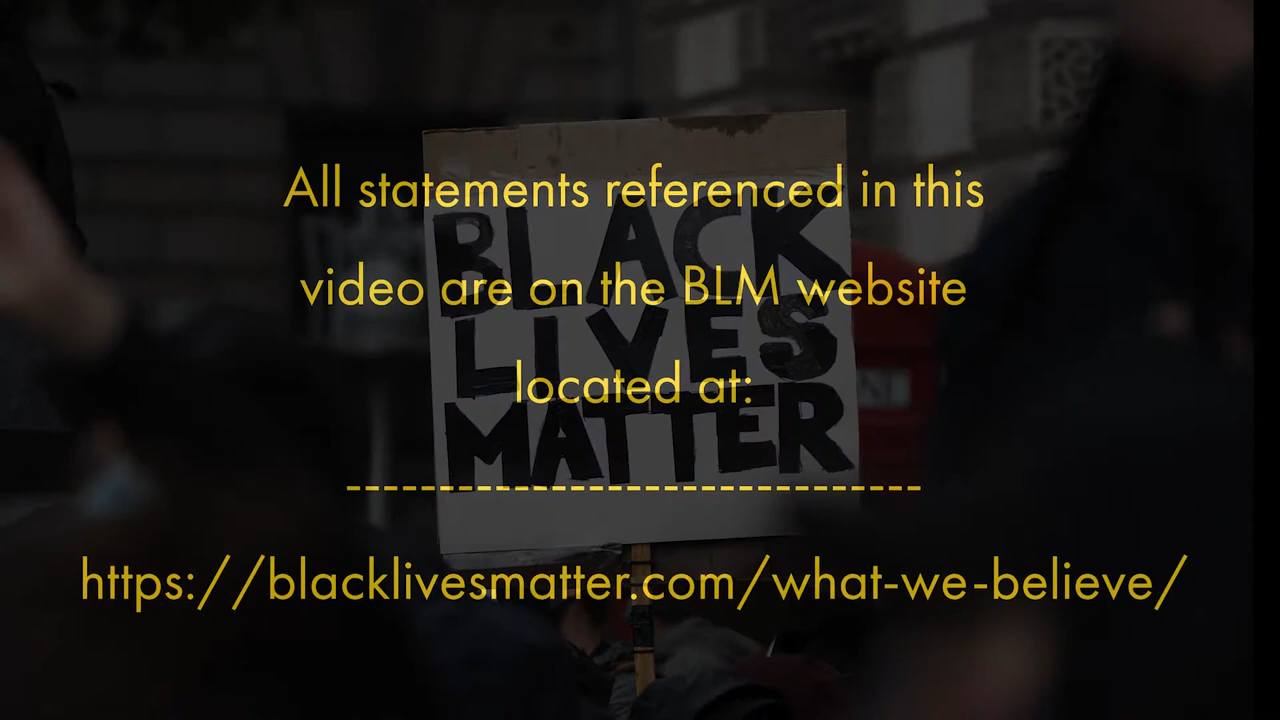 All statements referenced in this
video are on the BLM website
located at:
-------------------------------
https://blacklivesmatter.com/what-we-believe/
BLACK
LIVES
MATTER